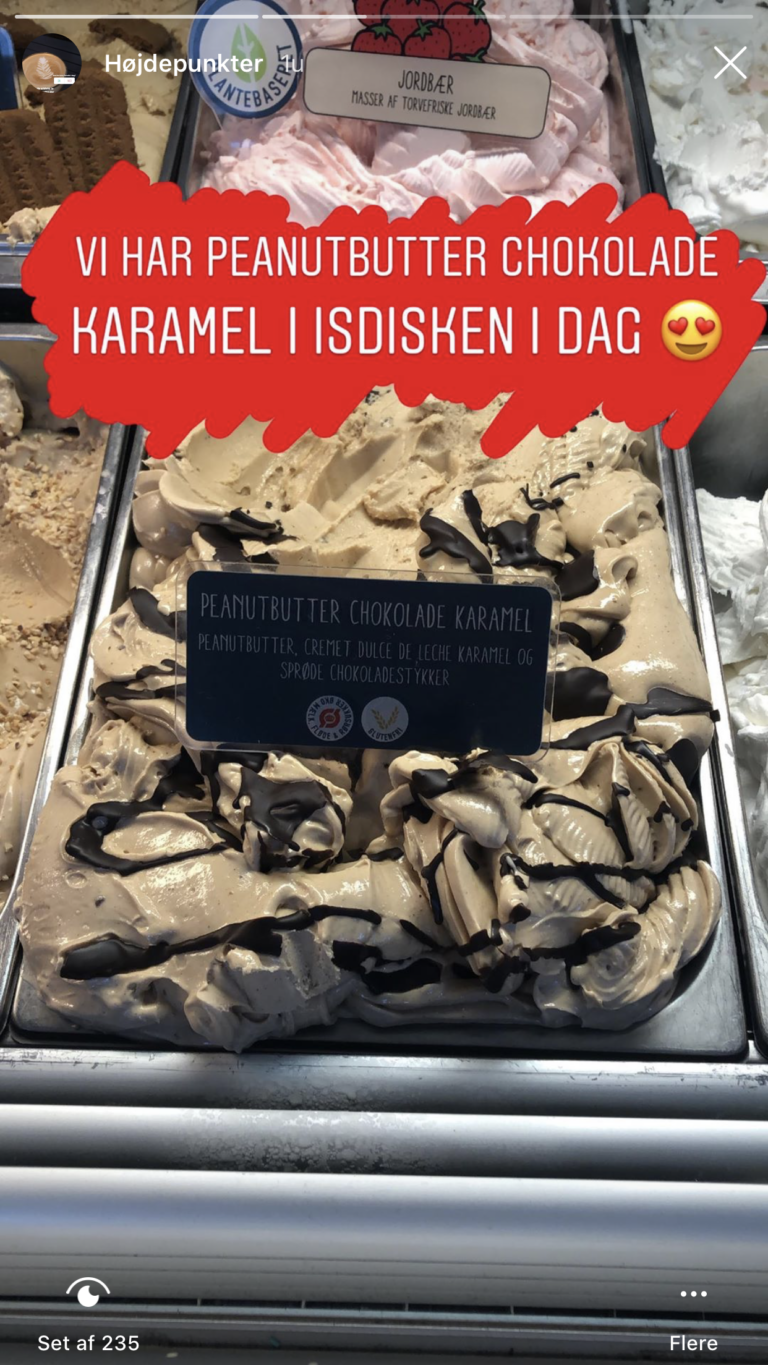 Højdepunkter 1u
PLANTEBASERET
JORDBÆR
MASSER AF TORVEFRISKE JORDBÆR
VI HAR PEANUTBUTTER CHOKOLADE
KARAMEL I ISDISKEN I DAG 😍
PEANUTBUTTER CHOKOLADE KARAMEL
PEANUTBUTTER, CREMET DULCE DE LECHE KARAMEL OG
SPRØDE CHOKOLADESTYKKER
GLUTENFRI
Set af 235
Flere